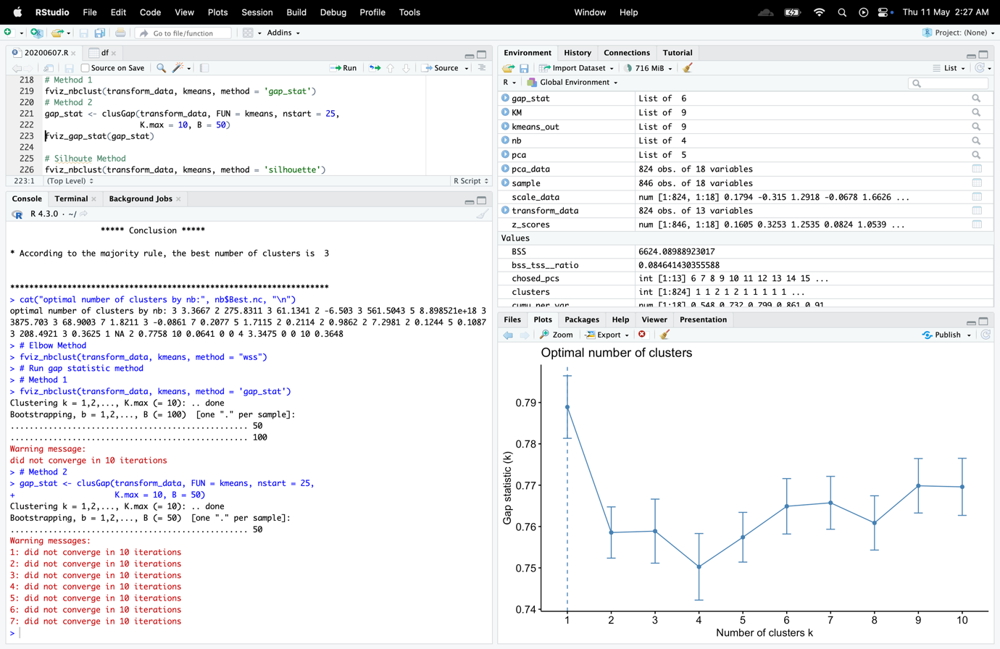 RStudio File Edit Code View Plots Session Build Debug Profile Tools Window Help Thu 11 May 2:27 AM
Go to file/function Addins Project: (None)
20200607.R df
Source on Save Run Source
218 # Method 1
219 fviz_nbclust(transform_data, kmeans, method = 'gap_stat')
220 # Method 2
221 gap_stat <- clusGap(transform_data, FUN = kmeans, nstart = 25,
222 K.max = 10, B = 50)
223 fviz_gap_stat(gap_stat)
224
225 # Silhoute Method
226 fviz_nbclust(transform_data, kmeans, method = 'silhouette')
223:1 (Top Level) R Script
Console Terminal Background Jobs
R 4.3.0 · ~/
***** Conclusion *****
* According to the majority rule, the best number of clusters is 3
*******************************************************************
> cat("optimal number of clusters by nb:", nb$Best.nc, "\n")
optimal number of clusters by nb: 3 3.3667 2 275.8311 3 61.1341 2 -6.503 3 561.5043 5 8.898521e+18 3
3875.703 3 68.9003 7 1.8211 3 -0.0861 7 0.2077 5 1.7115 2 0.2114 2 0.9862 2 7.2981 2 0.1244 5 0.1087
3 208.4921 3 0.3625 1 NA 2 0.7758 10 0.0641 0 0 4 3.3475 0 0 10 0.3648
> # Elbow Method
> fviz_nbclust(transform_data, kmeans, method = "wss")
> # Run gap statistic method
> # Method 1
> fviz_nbclust(transform_data, kmeans, method = 'gap_stat')
Clustering k = 1,2,..., K.max (= 10): .. done
Bootstrapping, b = 1,2,..., B (= 100) [one "." per sample]:
.................................................. 50
.................................................. 100
Warning message:
did not converge in 10 iterations
> # Method 2
> gap_stat <- clusGap(transform_data, FUN = kmeans, nstart = 25,
+ K.max = 10, B = 50)
Clustering k = 1,2,..., K.max (= 10): .. done
Bootstrapping, b = 1,2,..., B (= 50) [one "." per sample]:
.................................................. 50
Warning messages:
1: did not converge in 10 iterations
2: did not converge in 10 iterations
3: did not converge in 10 iterations
4: did not converge in 10 iterations
5: did not converge in 10 iterations
6: did not converge in 10 iterations
7: did not converge in 10 iterations
>
Environment History Connections Tutorial
Import Dataset 716 MiB List
R Global Environment
gap_stat List of 6
KM List of 9
kmeans_out List of 9
nb List of 4
pca List of 5
pca_data 824 obs. of 18 variables
sample 846 obs. of 18 variables
scale_data num [1:824, 1:18] 0.1794 -0.315 1.2918 -0.0678 1.6626 ...
transform_data 824 obs. of 13 variables
z_scores num [1:846, 1:18] 0.1605 0.3253 1.2535 0.0824 1.0539 ...
Values
BSS 6624.08988923017
bss_tss__ratio 0.084641430355588
chosed_pcs int [1:13] 6 7 8 9 10 11 12 13 14 15 ...
clusters int [1:824] 1 1 2 1 2 1 1 1 1 1 ...
cumu_per_var num [1:18] 0.548 0.732 0.799 0.861 0.91
Files Plots Packages Help Viewer Presentation
Zoom Export Publish
Optimal number of clusters
0.79
0.78
0.77
0.76
0.75
0.74
Gap statistic (k)
1 2 3 4 5 6 7 8 9 10
Number of clusters k